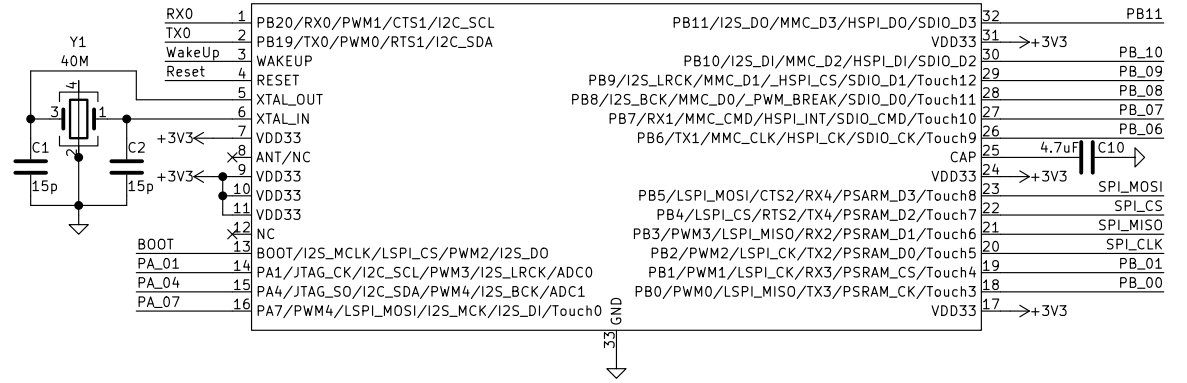 RX0 1 PB20/RX0/PWM1/CTS1/I2C_SCL PB11/I2S_DO/MMC_D3/HSPI_DO/SDIO_D3 32 PB11
TX0 2 PB19/TX0/PWM0/RTS1/I2C_SDA VDD33 31 +3V3
WakeUp 3 WAKEUP PB10/I2S_DI/MMC_D2/HSPI_DI/SDIO_D2 30 PB_10
Reset 4 RESET PB9/I2S_LRCK/MMC_D1/_HSPI_CS/SDIO_D1/Touch12 29 PB_09
5 XTAL_OUT PB8/I2S_BCK/MMC_D0/_PWM_BREAK/SDIO_D0/Touch11 28 PB_08
6 XTAL_IN PB7/RX1/MMC_CMD/HSPI_INT/SDIO_CMD/Touch10 27 PB_07
+3V3 7 VDD33 PB6/TX1/MMC_CLK/HSPI_CK/SDIO_CK/Touch9 26 PB_06
8 ANT/NC CAP 25 4.7uF C10
+3V3 9 VDD33 VDD33 24 +3V3
10 VDD33 PB5/LSPI_MOSI/CTS2/RX4/PSARM_D3/Touch8 23 SPI_MOSI
11 VDD33 PB4/LSPI_CS/RTS2/TX4/PSRAM_D2/Touch7 22 SPI_CS
12 NC PB3/PWM3/LSPI_MISO/RX2/PSRAM_D1/Touch6 21 SPI_MISO
BOOT 13 BOOT/I2S_MCLK/LSPI_CS/PWM2/I2S_DO PB2/PWM2/LSPI_CK/TX2/PSRAM_D0/Touch5 20 SPI_CLK
PA_01 14 PA1/JTAG_CK/I2C_SCL/PWM3/I2S_LRCK/ADC0 PB1/PWM1/LSPI_CK/RX3/PSRAM_CS/Touch4 19 PB_01
PA_04 15 PA4/JTAG_SO/I2C_SDA/PWM4/I2S_BCK/ADC1 PB0/PWM0/LSPI_MISO/TX3/PSRAM_CK/Touch3 18 PB_00
PA_07 16 PA7/PWM4/LSPI_MOSI/I2S_MCK/I2S_DI/Touch0 VDD33 17 +3V3
GND
33
Y1
40M
4
3 1
2
C1 C2
15p 15p